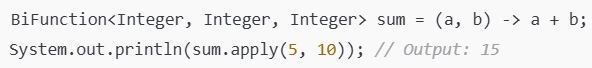 BiFunction<Integer, Integer, Integer> sum = (a, b) -> a + b;
System.out.println(sum.apply(5, 10)); // Output: 15